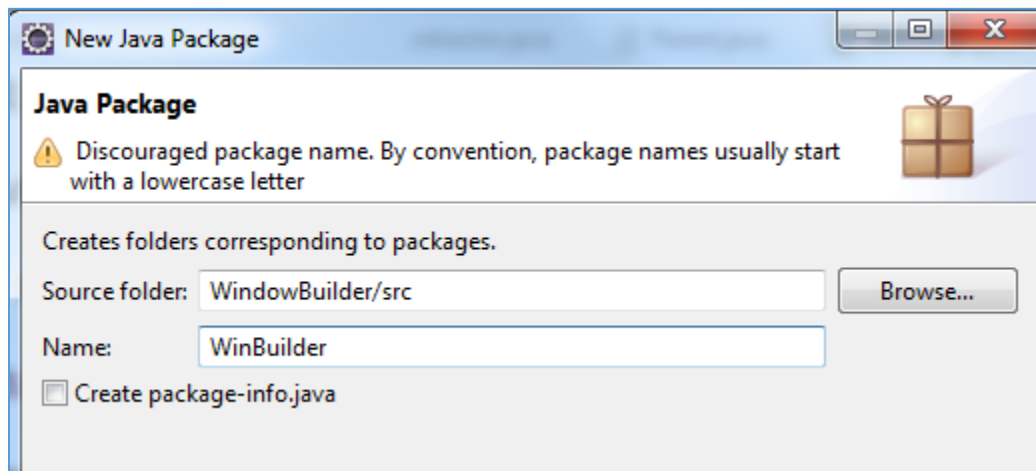 New Java Package
Java Package
Discouraged package name. By convention, package names usually start
with a lowercase letter
Creates folders corresponding to packages.
Source folder: WindowBuilder/src Browse...
Name: WinBuilder
Create package-info.java